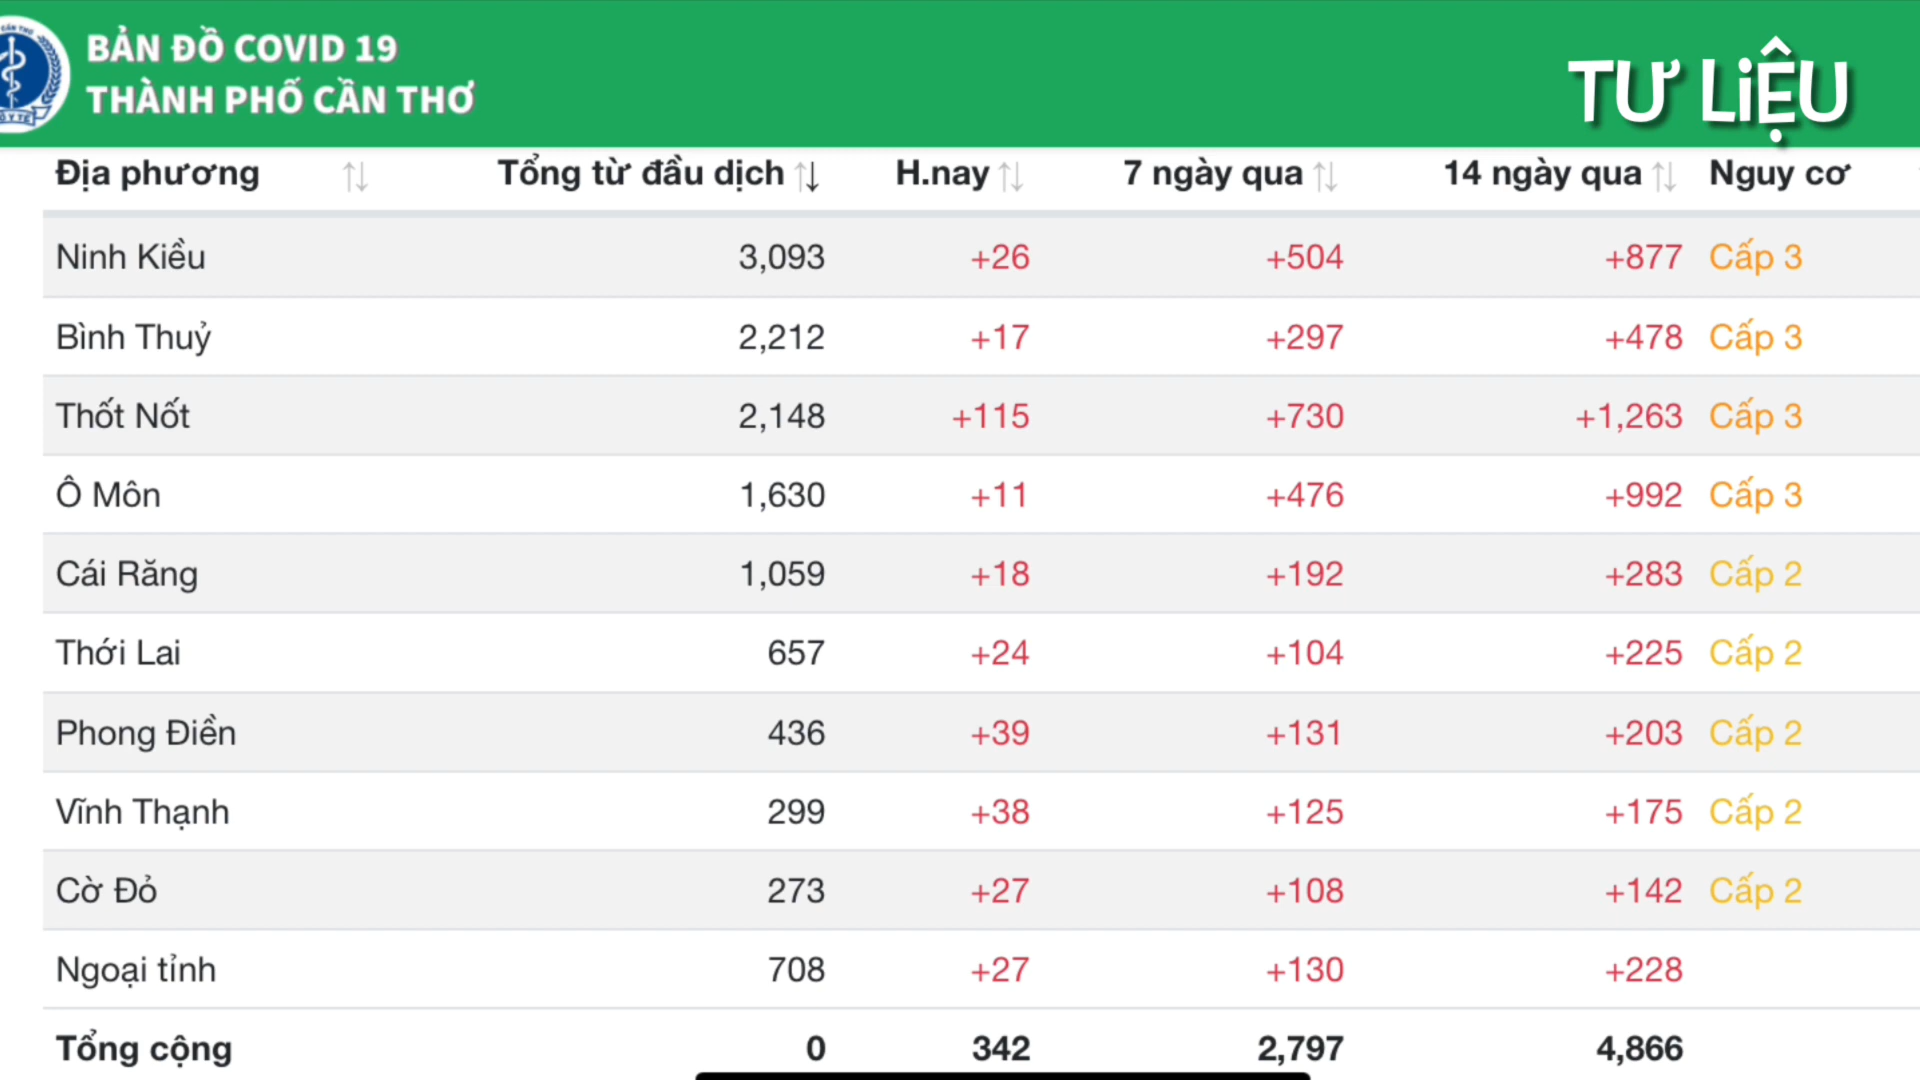 BẢN ĐỒ COVID 19
THÀNH PHỐ CẦN THƠ
TƯ LIỆU
Địa phương Tổng từ đầu dịch H.nay 7 ngày qua 14 ngày qua Nguy cơ
Ninh Kiều 3,093 +26 +504 +877 Cấp 3
Bình Thuỷ 2,212 +17 +297 +478 Cấp 3
Thốt Nốt 2,148 +115 +730 +1,263 Cấp 3
Ô Môn 1,630 +11 +476 +992 Cấp 3
Cái Răng 1,059 +18 +192 +283 Cấp 2
Thới Lai 657 +24 +104 +225 Cấp 2
Phong Điền 436 +39 +131 +203 Cấp 2
Vĩnh Thạnh 299 +38 +125 +175 Cấp 2
Cờ Đỏ 273 +27 +108 +142 Cấp 2
Ngoại tỉnh 708 +27 +130 +228
Tổng cộng 0 342 2,797 4,866